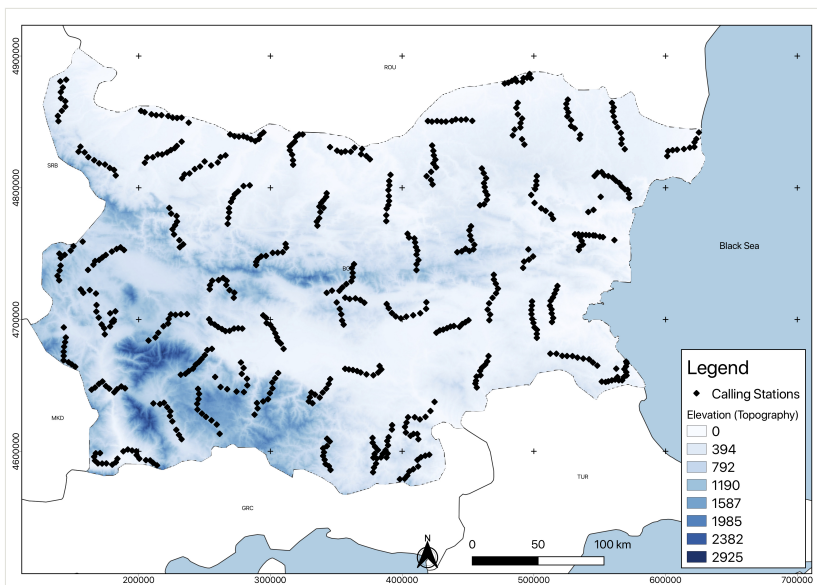 4900000
4800000
4700000
4600000
ROU
SRB
Black Sea
MKD
GRC
TUR
Legend
Calling Stations
Elevation (Topography)
0
394
792
1190
1587
1985
2382
2925
N
0 50 100 km
200000 300000 400000 500000 600000 700000